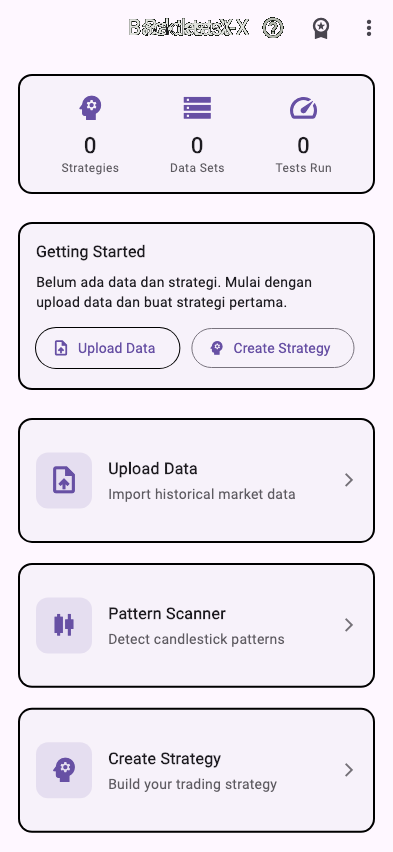 0
0
0
Strategies
Data Sets
Tests Run
Getting Started
Belum ada data dan strategi. Mulai dengan
upload data dan buat strategi pertama.
Upload Data
Create Strategy
Upload Data
Import historical market data
Pattern Scanner
Detect candlestick patterns
Create Strategy
Build your trading strategy